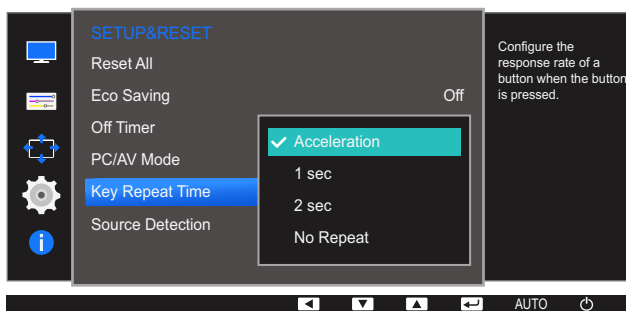 SETUP&RESET
Reset All
Eco Saving Off
Off Timer
PC/AV Mode
Key Repeat Time
Source Detection
Acceleration
1 sec
2 sec
No Repeat
Configure the
response rate of a
button when the button
is pressed.
AUTO